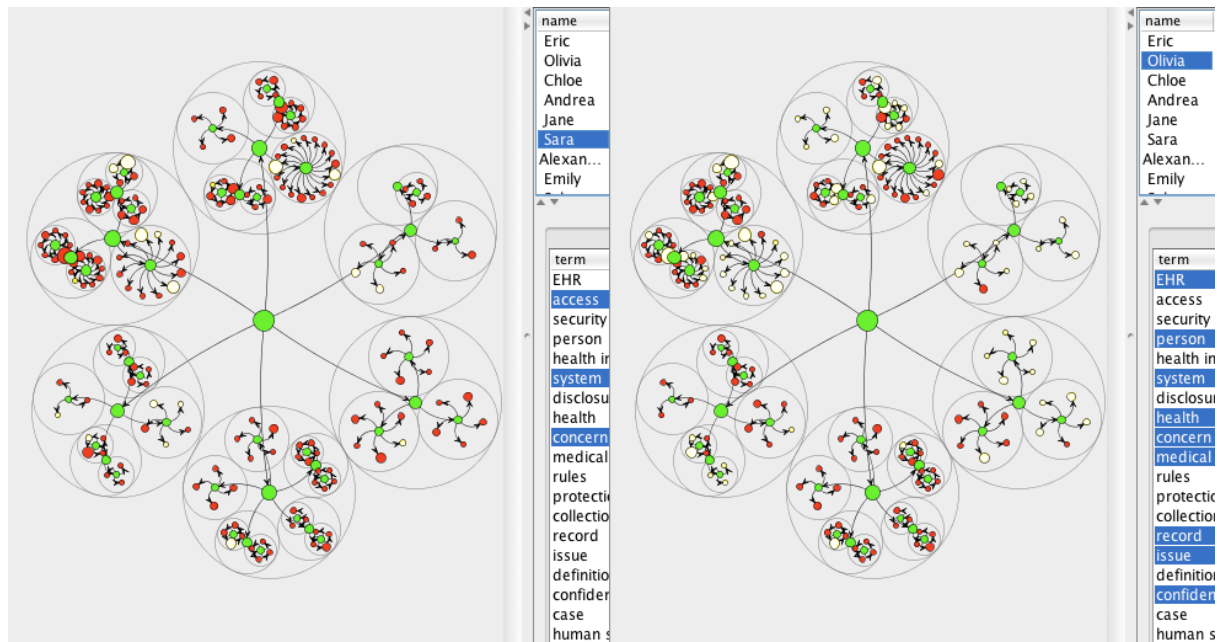 name
Eric
Olivia
Chloe
Andrea
Jane
Sara
Alexan...
Emily
term
EHR
access
security
person
health in
system
disclosu
health
concern
medical
rules
protectio
collectio
record
issue
definitio
confiden
case
human s
name
Eric
Olivia
Chloe
Andrea
Jane
Sara
Alexan...
Emily
term
EHR
access
security
person
health in
system
disclosu
health
concern
medical
rules
protectic
collectio
record
issue
definitior
confiden
case
human s